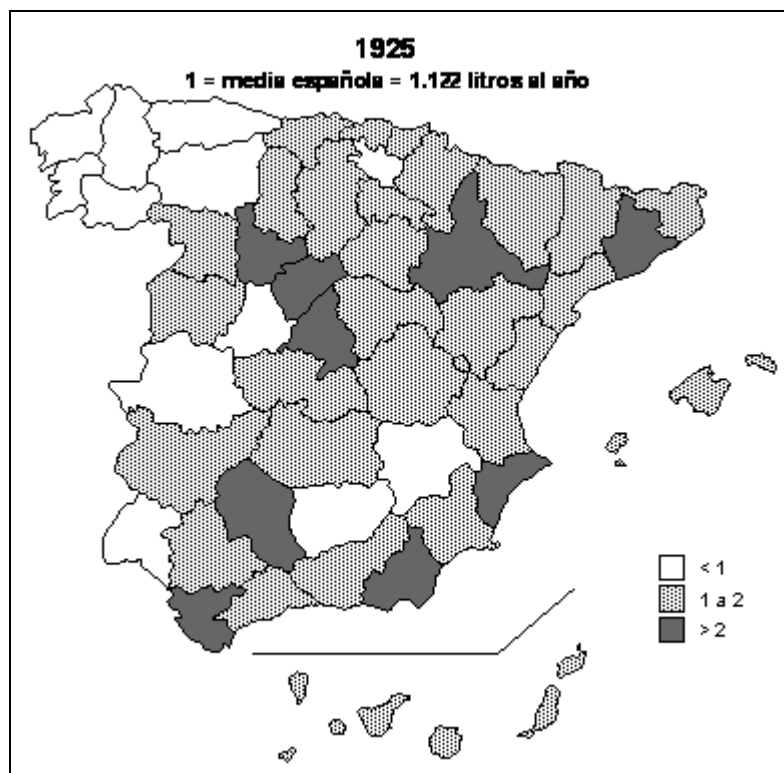 1925
1 = media española = 1.122 litros al año
< 1
1 a 2
> 2